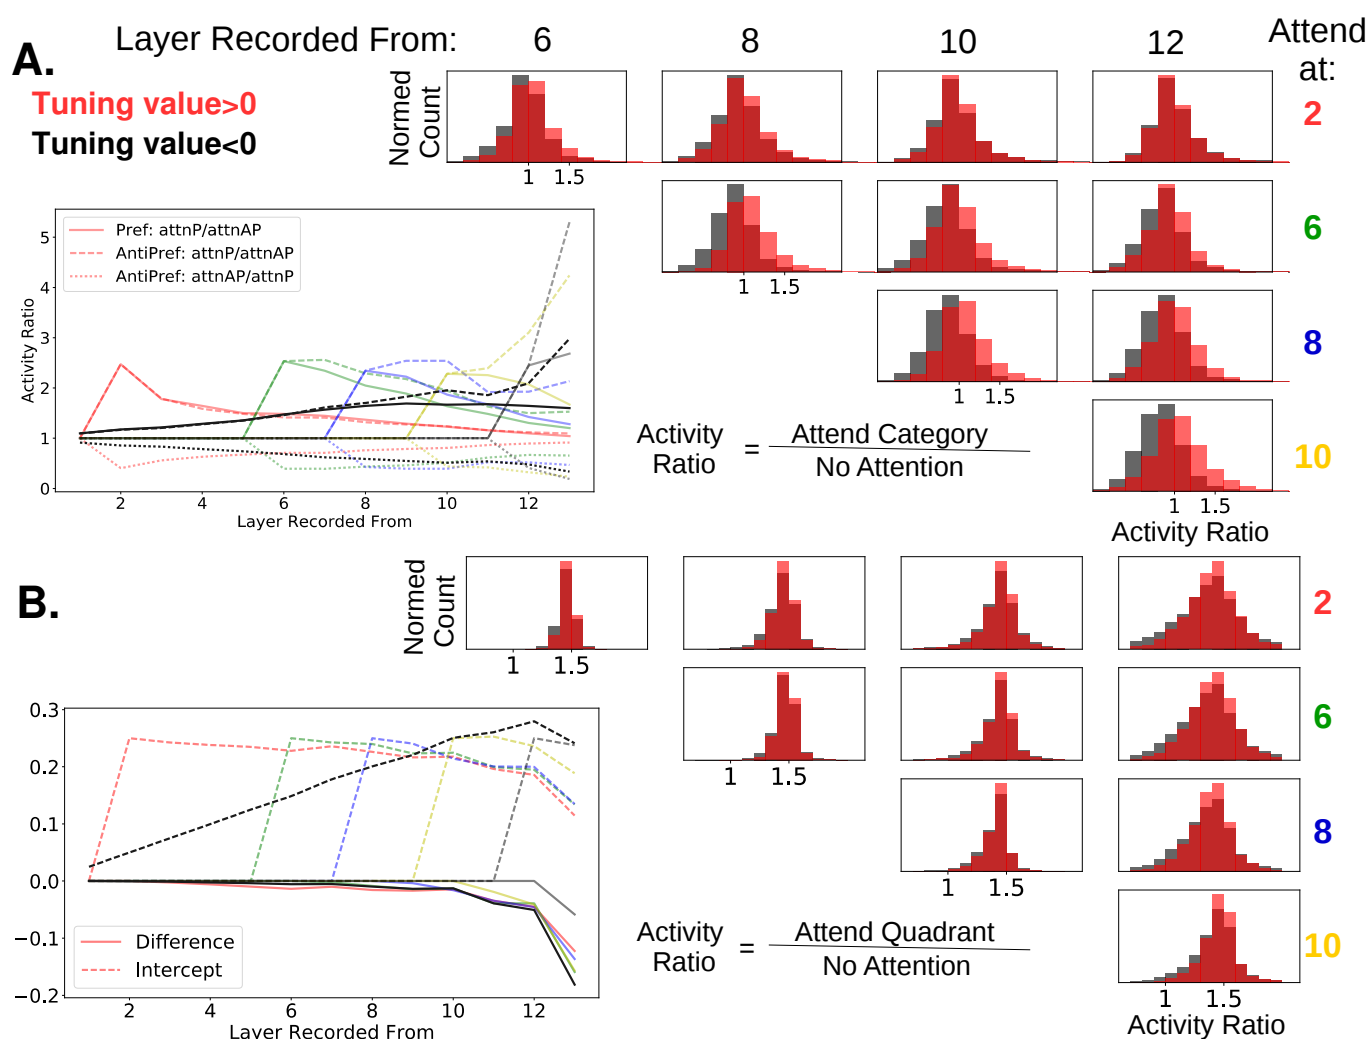 Layer Recorded From: 6 8 10 12 Attend at:
A.
Tuning value>0
Tuning value<0
Normed Count
1 1.5
2
Pref: attnP/attnAP
AntiPref: attnP/attnAP
AntiPref: attnAP/attnP
Activity Ratio
5
4
3
2
1
0
2 4 6 8 10 12
Layer Recorded From
1 1.5
6
1 1.5
8
Activity Ratio = Attend Category
No Attention
1 1.5
10
Activity Ratio
B.
Normed Count
1 1.5
2
1 1.5
6
0.3
0.2
0.1
0.0
−0.1
−0.2
Difference
Intercept
2 4 6 8 10 12
Layer Recorded From
1 1.5
8
Activity Ratio = Attend Quadrant
No Attention
1 1.5
10
Activity Ratio